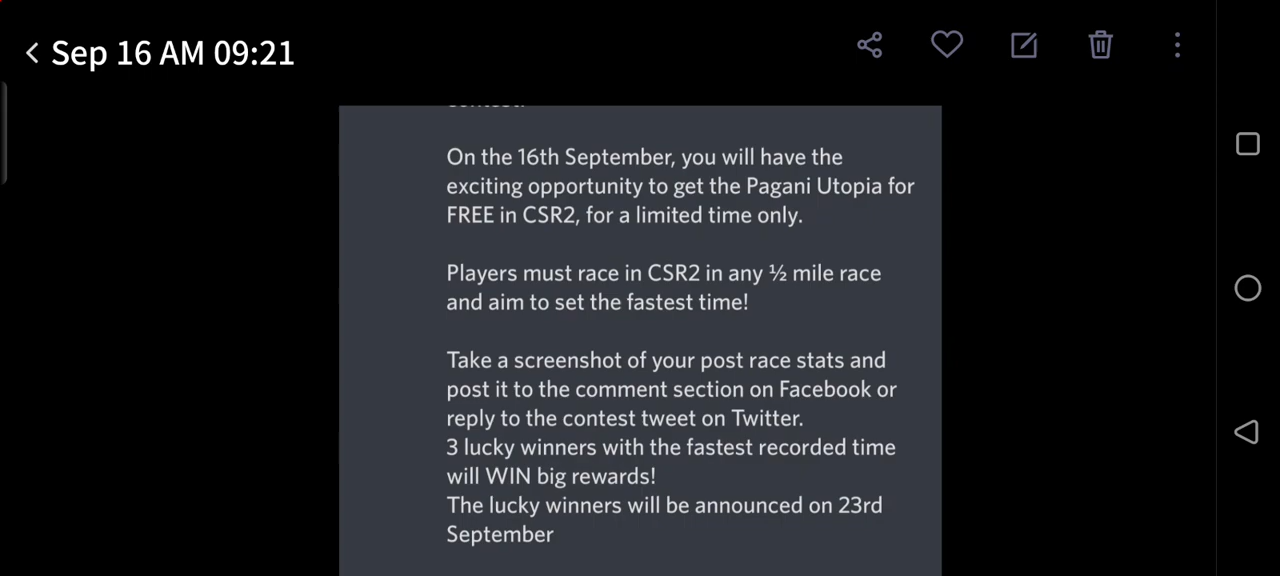 Sep 16 AM 09:21
On the 16th September, you will have the
exciting opportunity to get the Pagani Utopia for
FREE in CSR2, for a limited time only.
Players must race in CSR2 in any ½ mile race
and aim to set the fastest time!
Take a screenshot of your post race stats and
post it to the comment section on Facebook or
reply to the contest tweet on Twitter.
3 lucky winners with the fastest recorded time
will WIN big rewards!
The lucky winners will be announced on 23rd
September